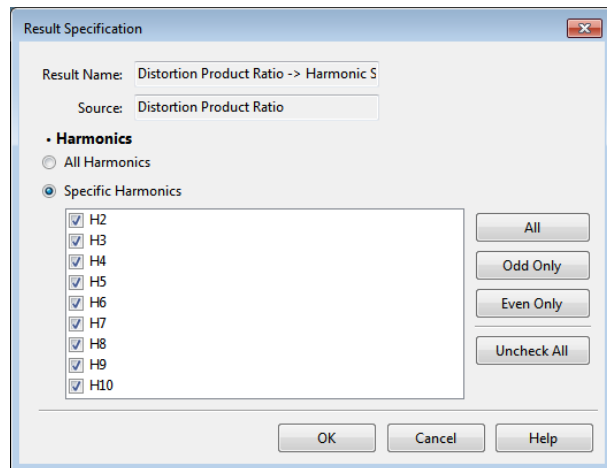 Result Specification
Result Name: Distortion Product Ratio -> Harmonic S
Source: Distortion Product Ratio
• Harmonics
All Harmonics
Specific Harmonics
H2
H3
H4
H5
H6
H7
H8
H9
H10
All
Odd Only
Even Only
Uncheck All
OK Cancel Help